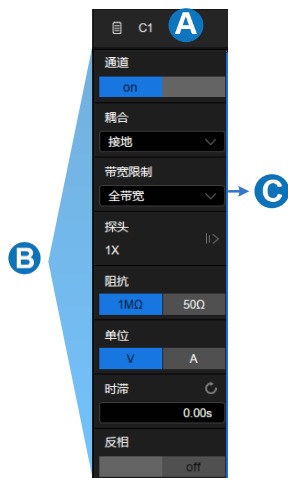 C1 A
通道
on
耦合
接地
带宽限制
全带宽
C
探头
1X
B
阻抗
1MΩ 50Ω
单位
V A
时滞
0.00s
反相
off